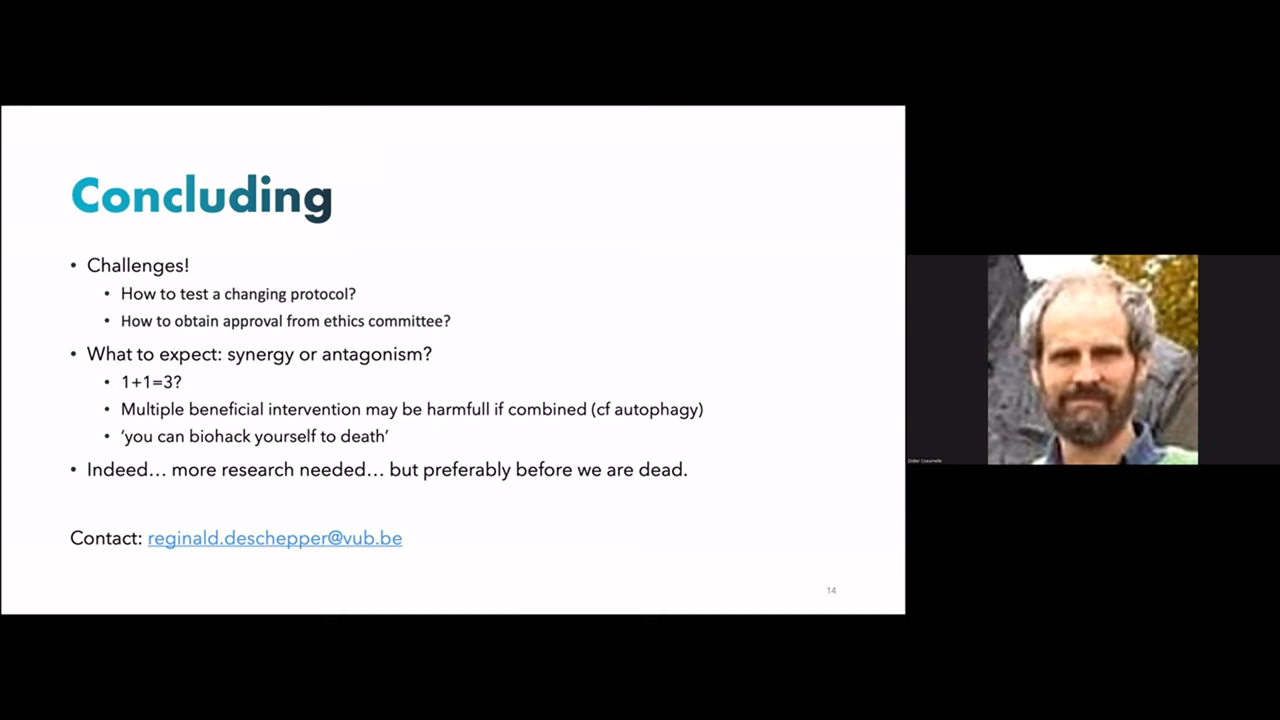 Concluding
• Challenges!
• How to test a changing protocol?
• How to obtain approval from ethics committee?
• What to expect: synergy or antagonism?
• 1+1=3?
• Multiple beneficial intervention may be harmfull if combined (cf autophagy)
• ‘you can biohack yourself to death’
• Indeed… more research needed… but preferably before we are dead.
Contact: reginald.deschepper@vub.be
14
Didier Coeurnelle